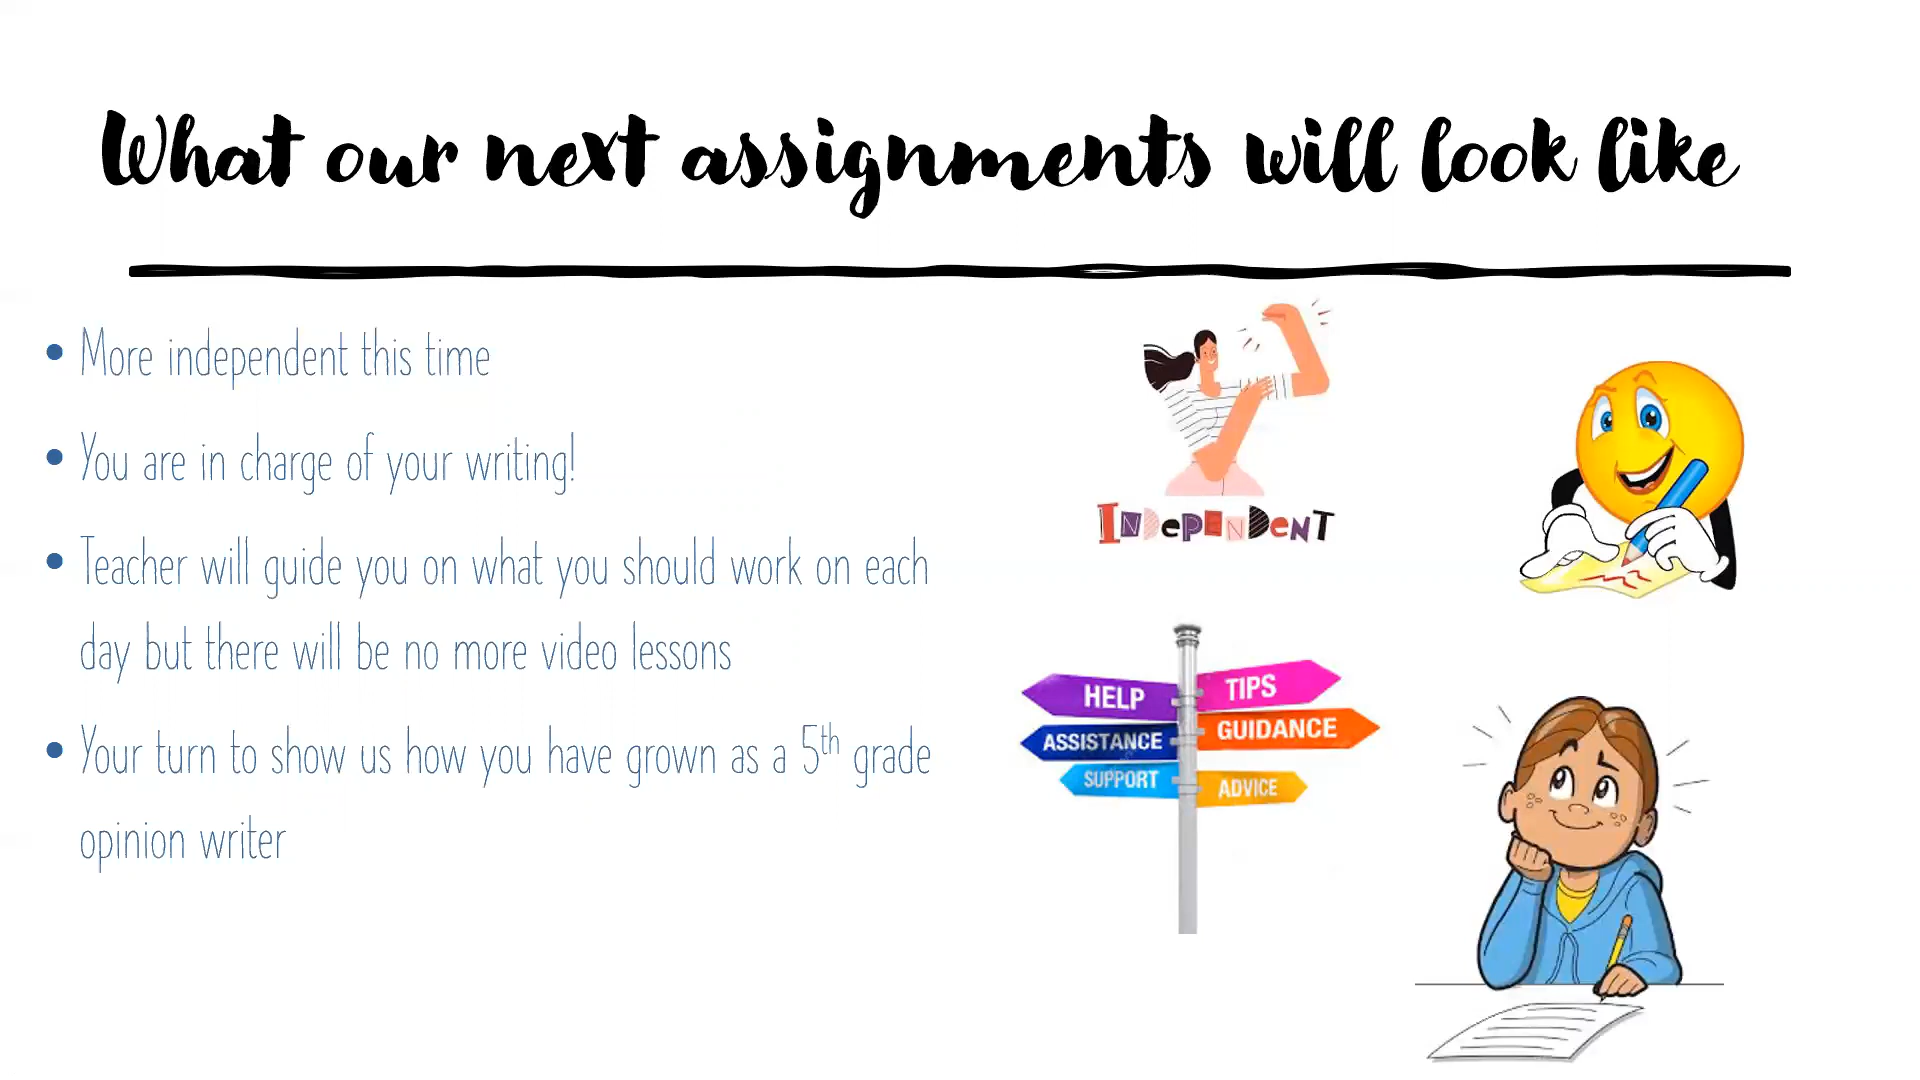 What our next assignments will look like
• More independent this time
• You are in charge of your writing!
• Teacher will guide you on what you should work on each
day but there will be no more video lessons
• Your turn to show us how you have grown as a 5th grade
opinion writer
INDEPENDENT
HELP
TIPS
ASSISTANCE
GUIDANCE
SUPPORT
ADVICE